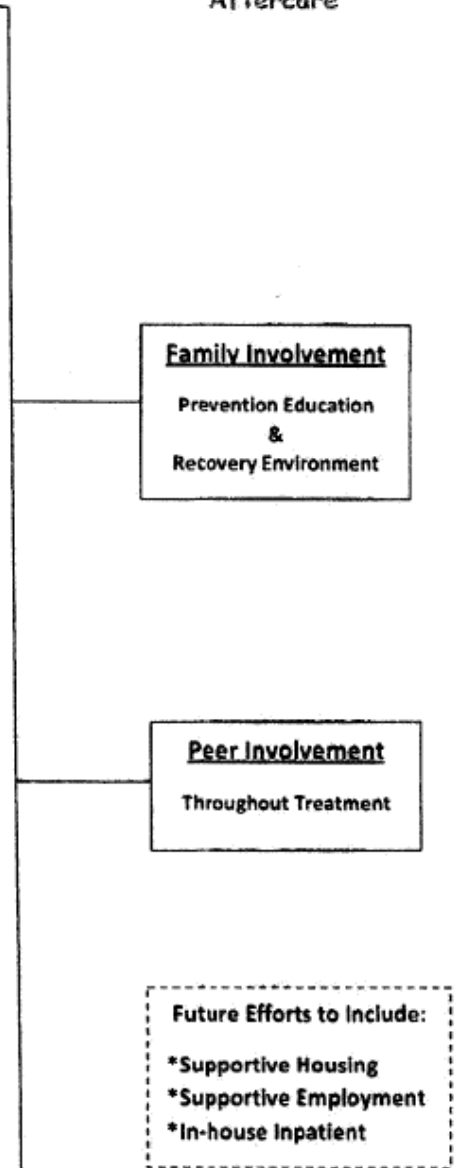 Aftercare
Family Involvement
Prevention Education
&
Recovery Environment
Peer Involvement
Throughout Treatment
Future Efforts to Include:
*Supportive Housing
*Supportive Employment
*In-house Inpatient